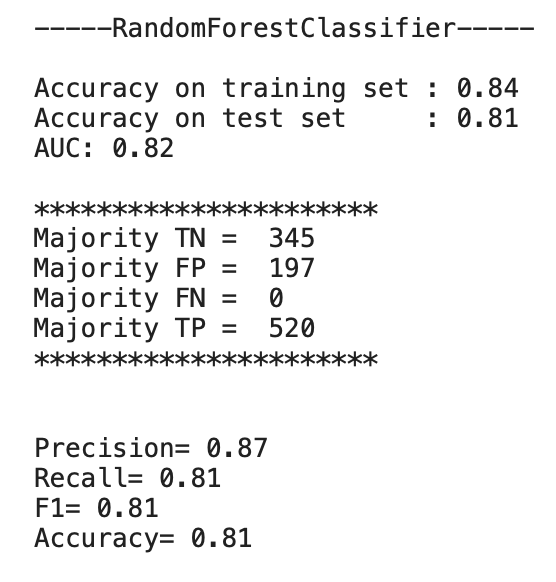 -----RandomForestClassifier-----
Accuracy on training set : 0.84
Accuracy on test set     : 0.81
AUC: 0.82
**********************
Majority TN =  345
Majority FP =  197
Majority FN =  0
Majority TP =  520
**********************
Precision= 0.87
Recall= 0.81
F1= 0.81
Accuracy= 0.81